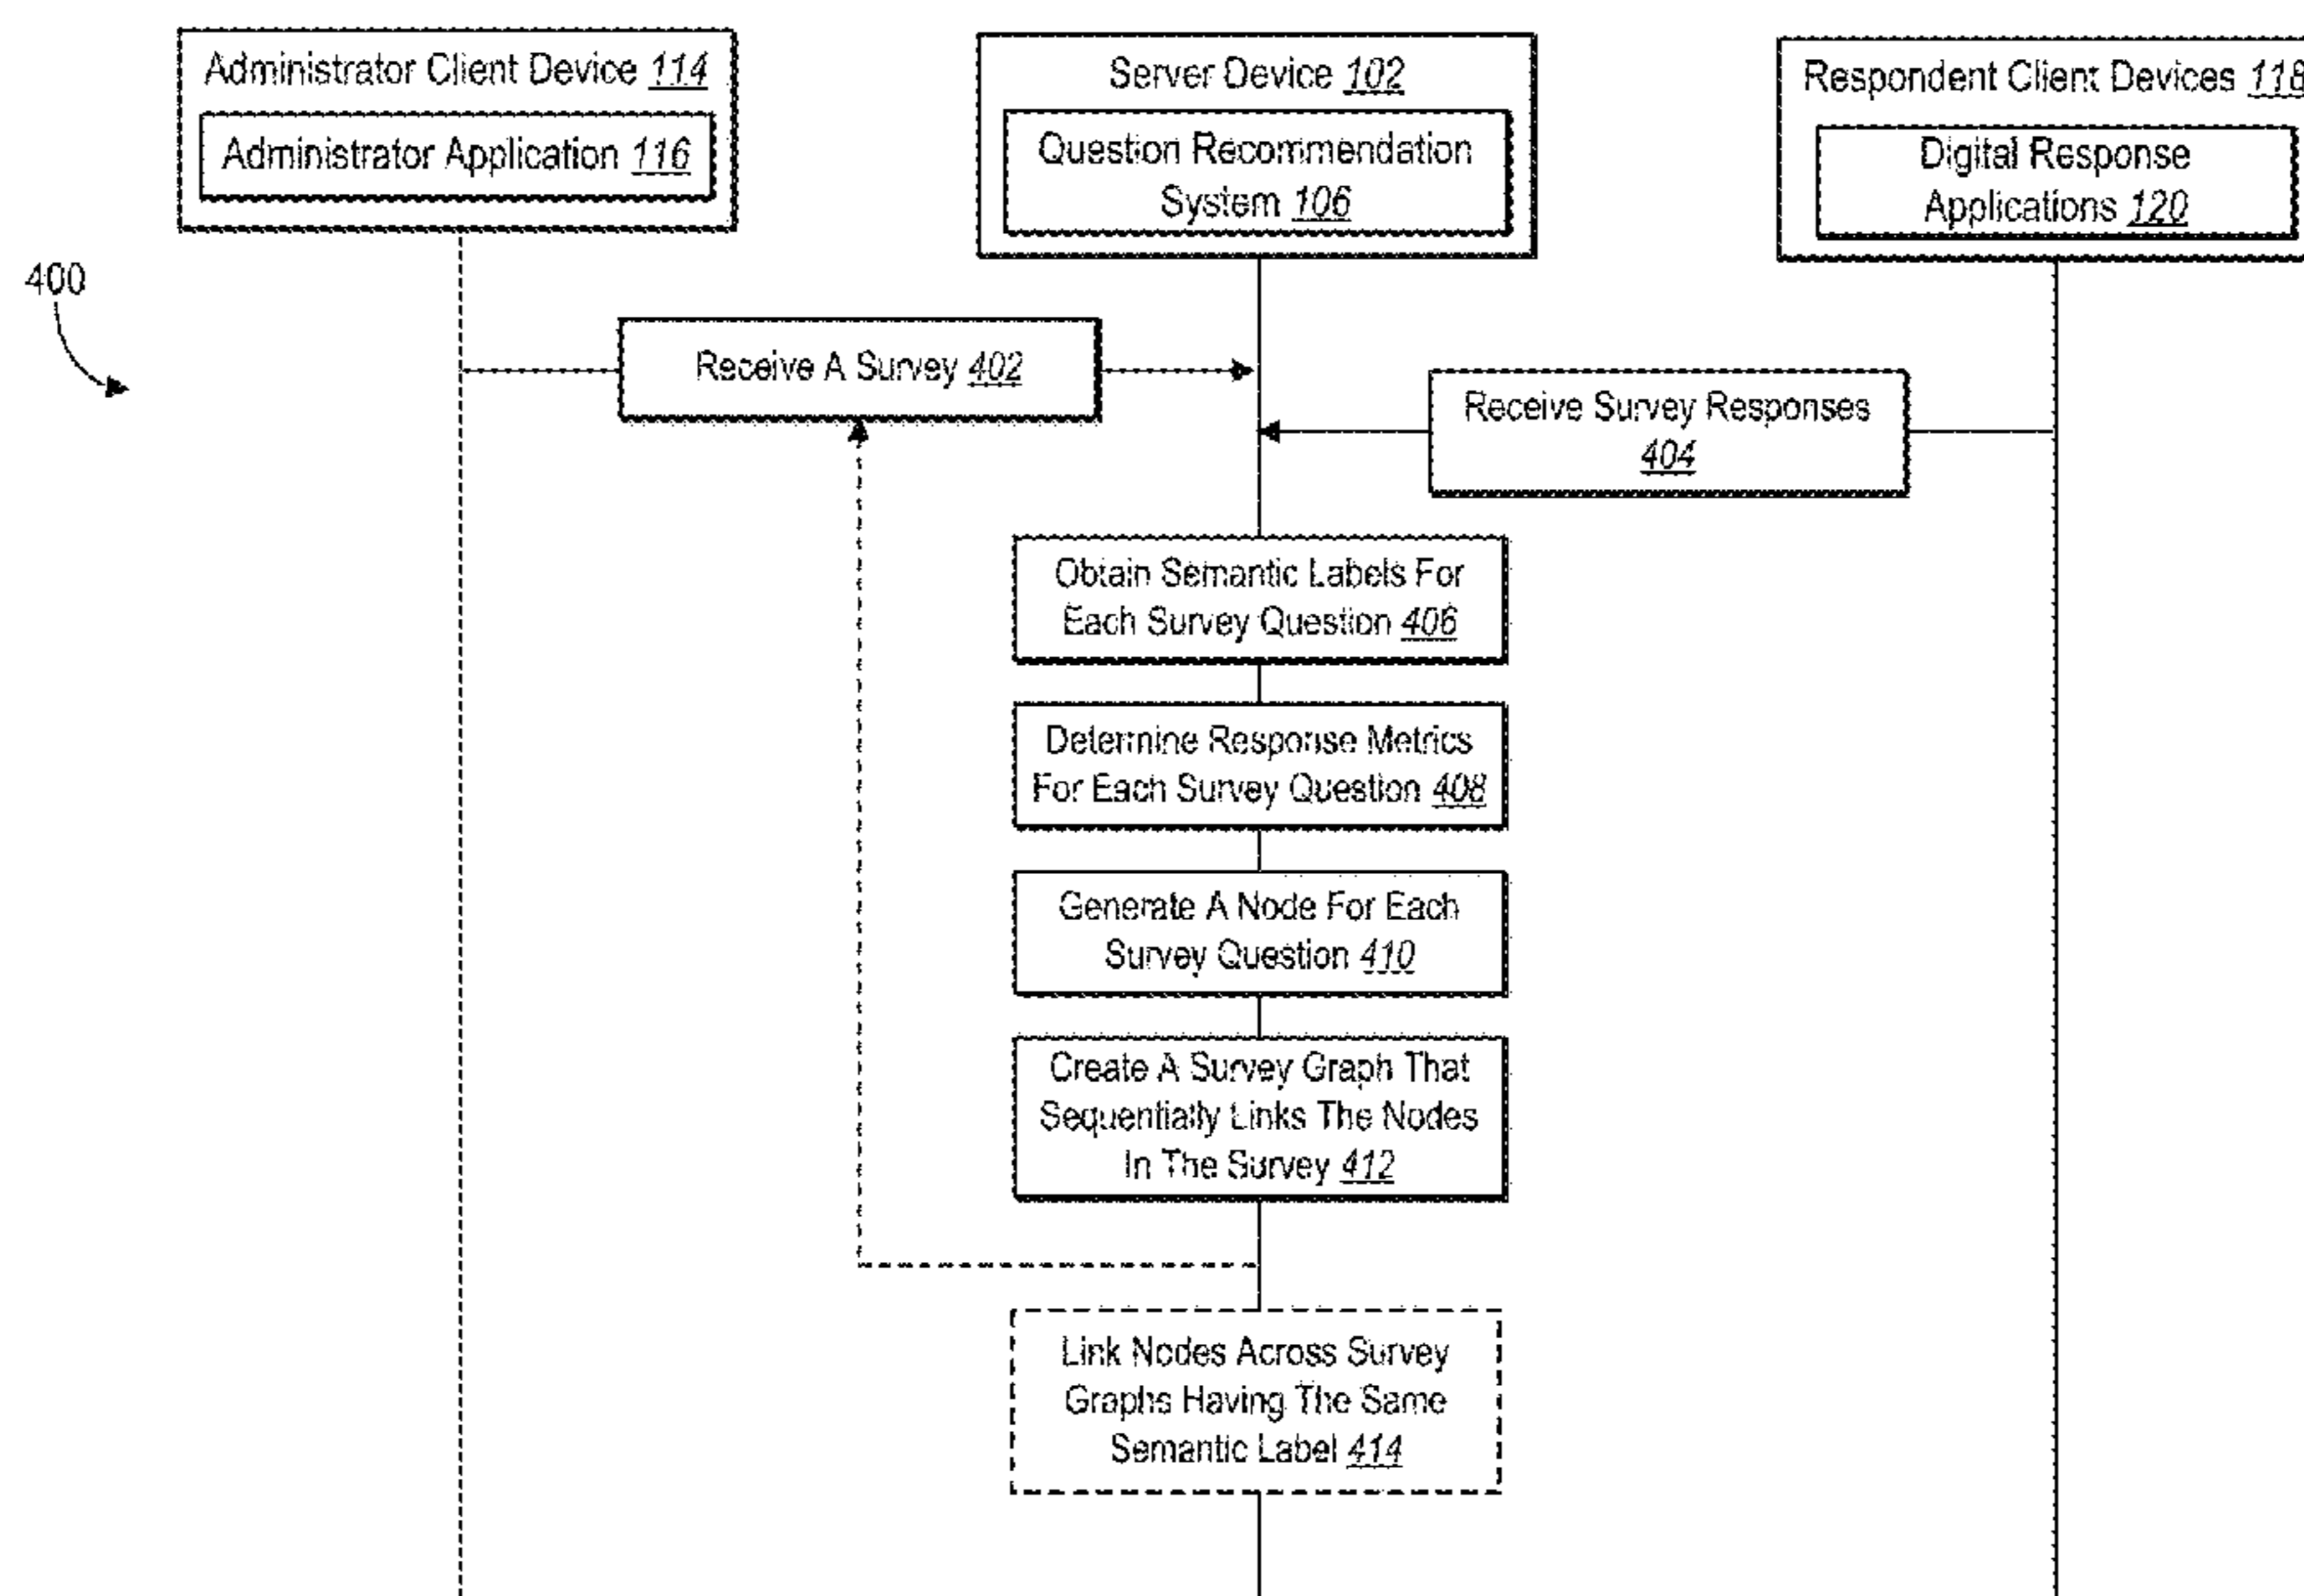 Administrator Client Device 114
Administrator Application 116
Server Device 102
Question Recommendation
System 106
Respondent Client Devices 118
Digital Response
Applications 120
400
Receive A Survey 402
Receive Survey Responses
404
Obtain Semantic Labels For
Each Survey Question 406
Determine Response Metrics
For Each Survey Question 408
Generate A Node For Each
Survey Question 410
Create A Survey Graph That
Sequentially Links The Nodes
In The Survey 412
Link Nodes Across Survey
Graphs Having The Same
Semantic Label 414